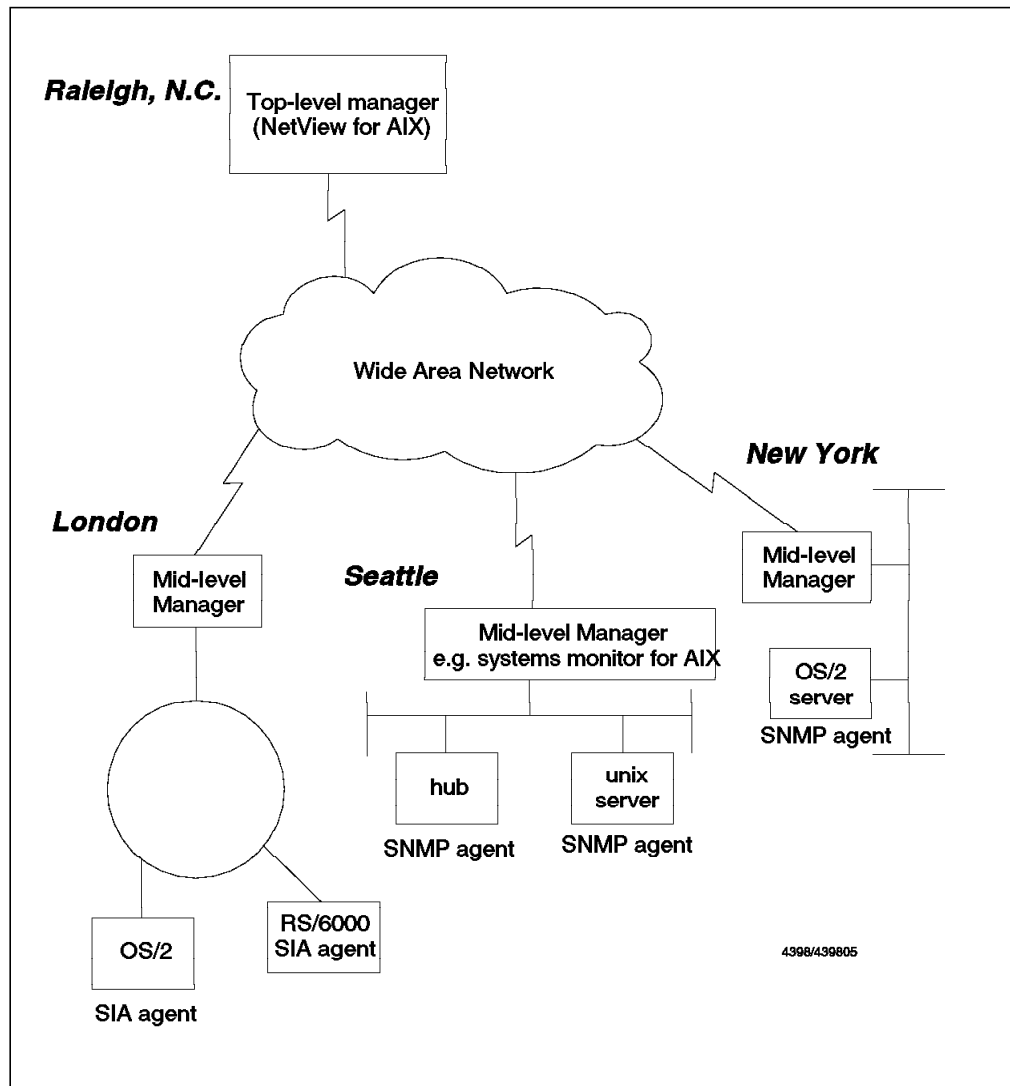 Raleigh, N.C.
Top-level manager
(NetView for AIX)
Wide Area Network
New York
London
Mid-level
Manager
Seattle
Mid-level
Manager
Mid-level Manager
e.g. systems monitor for AIX
OS/2
server
SNMP agent
hub
unix
server
SNMP agent
SNMP agent
RS/6000
SIA agent
OS/2
SIA agent
4398/439805